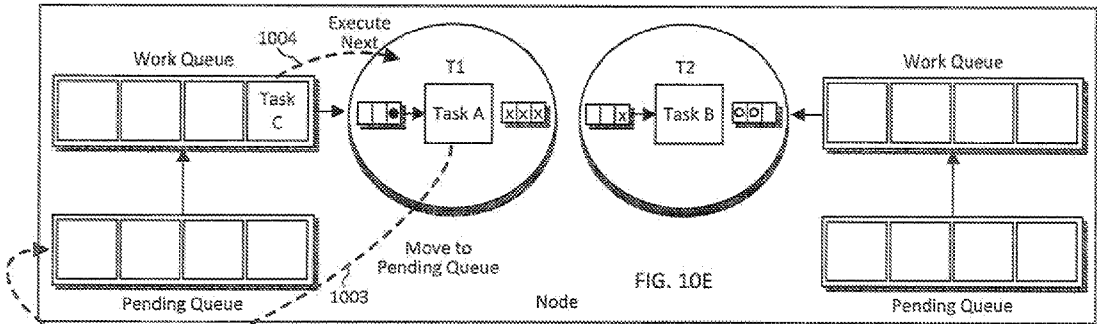 1004
Execute
Next
Work Queue
T1
T2
Work Queue
Task
C
Task A
x x x
x
Task B
O O
Move to
Pending Queue
1003
FIG. 10E
Pending Queue
Node
Pending Queue